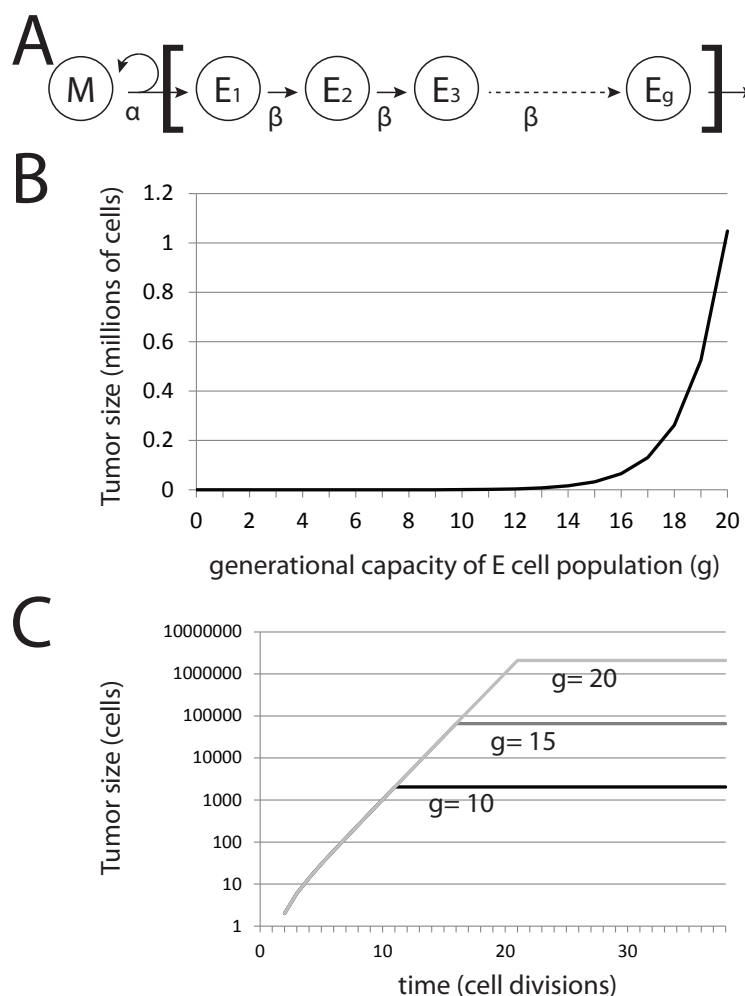 A
M α [ E1 β E2 β E3 β Eg ]
B
Tumor size (millions of cells)
1.2
1
0.8
0.6
0.4
0.2
0
0 2 4 6 8 10 12 14 16 18 20
generational capacity of E cell population (g)
C
Tumor size (cells)
10000000
1000000
100000
10000
1000
100
10
1
g= 20
g= 15
g= 10
0 10 20 30
time (cell divisions)